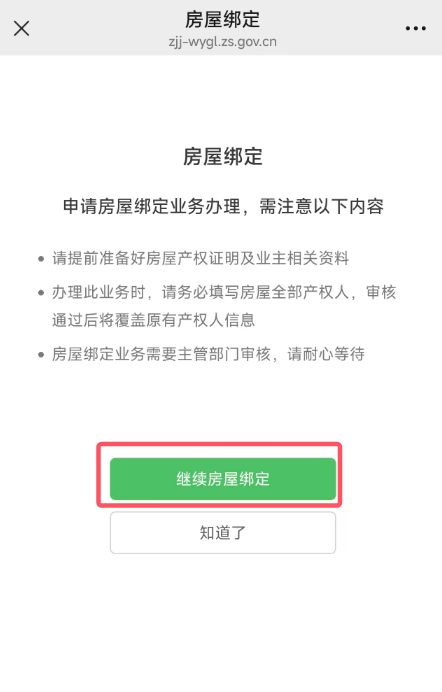 房屋绑定
zjj-wygl.zs.gov.cn
房屋绑定
申请房屋绑定业务办理，需注意以下内容
请提前准备好房屋产权证明及业主相关资料
办理此业务时，请务必填写房屋全部产权人，审核
通过后将覆盖原有产权人信息
房屋绑定业务需要主管部门审核，请耐心等待
继续房屋绑定
知道了